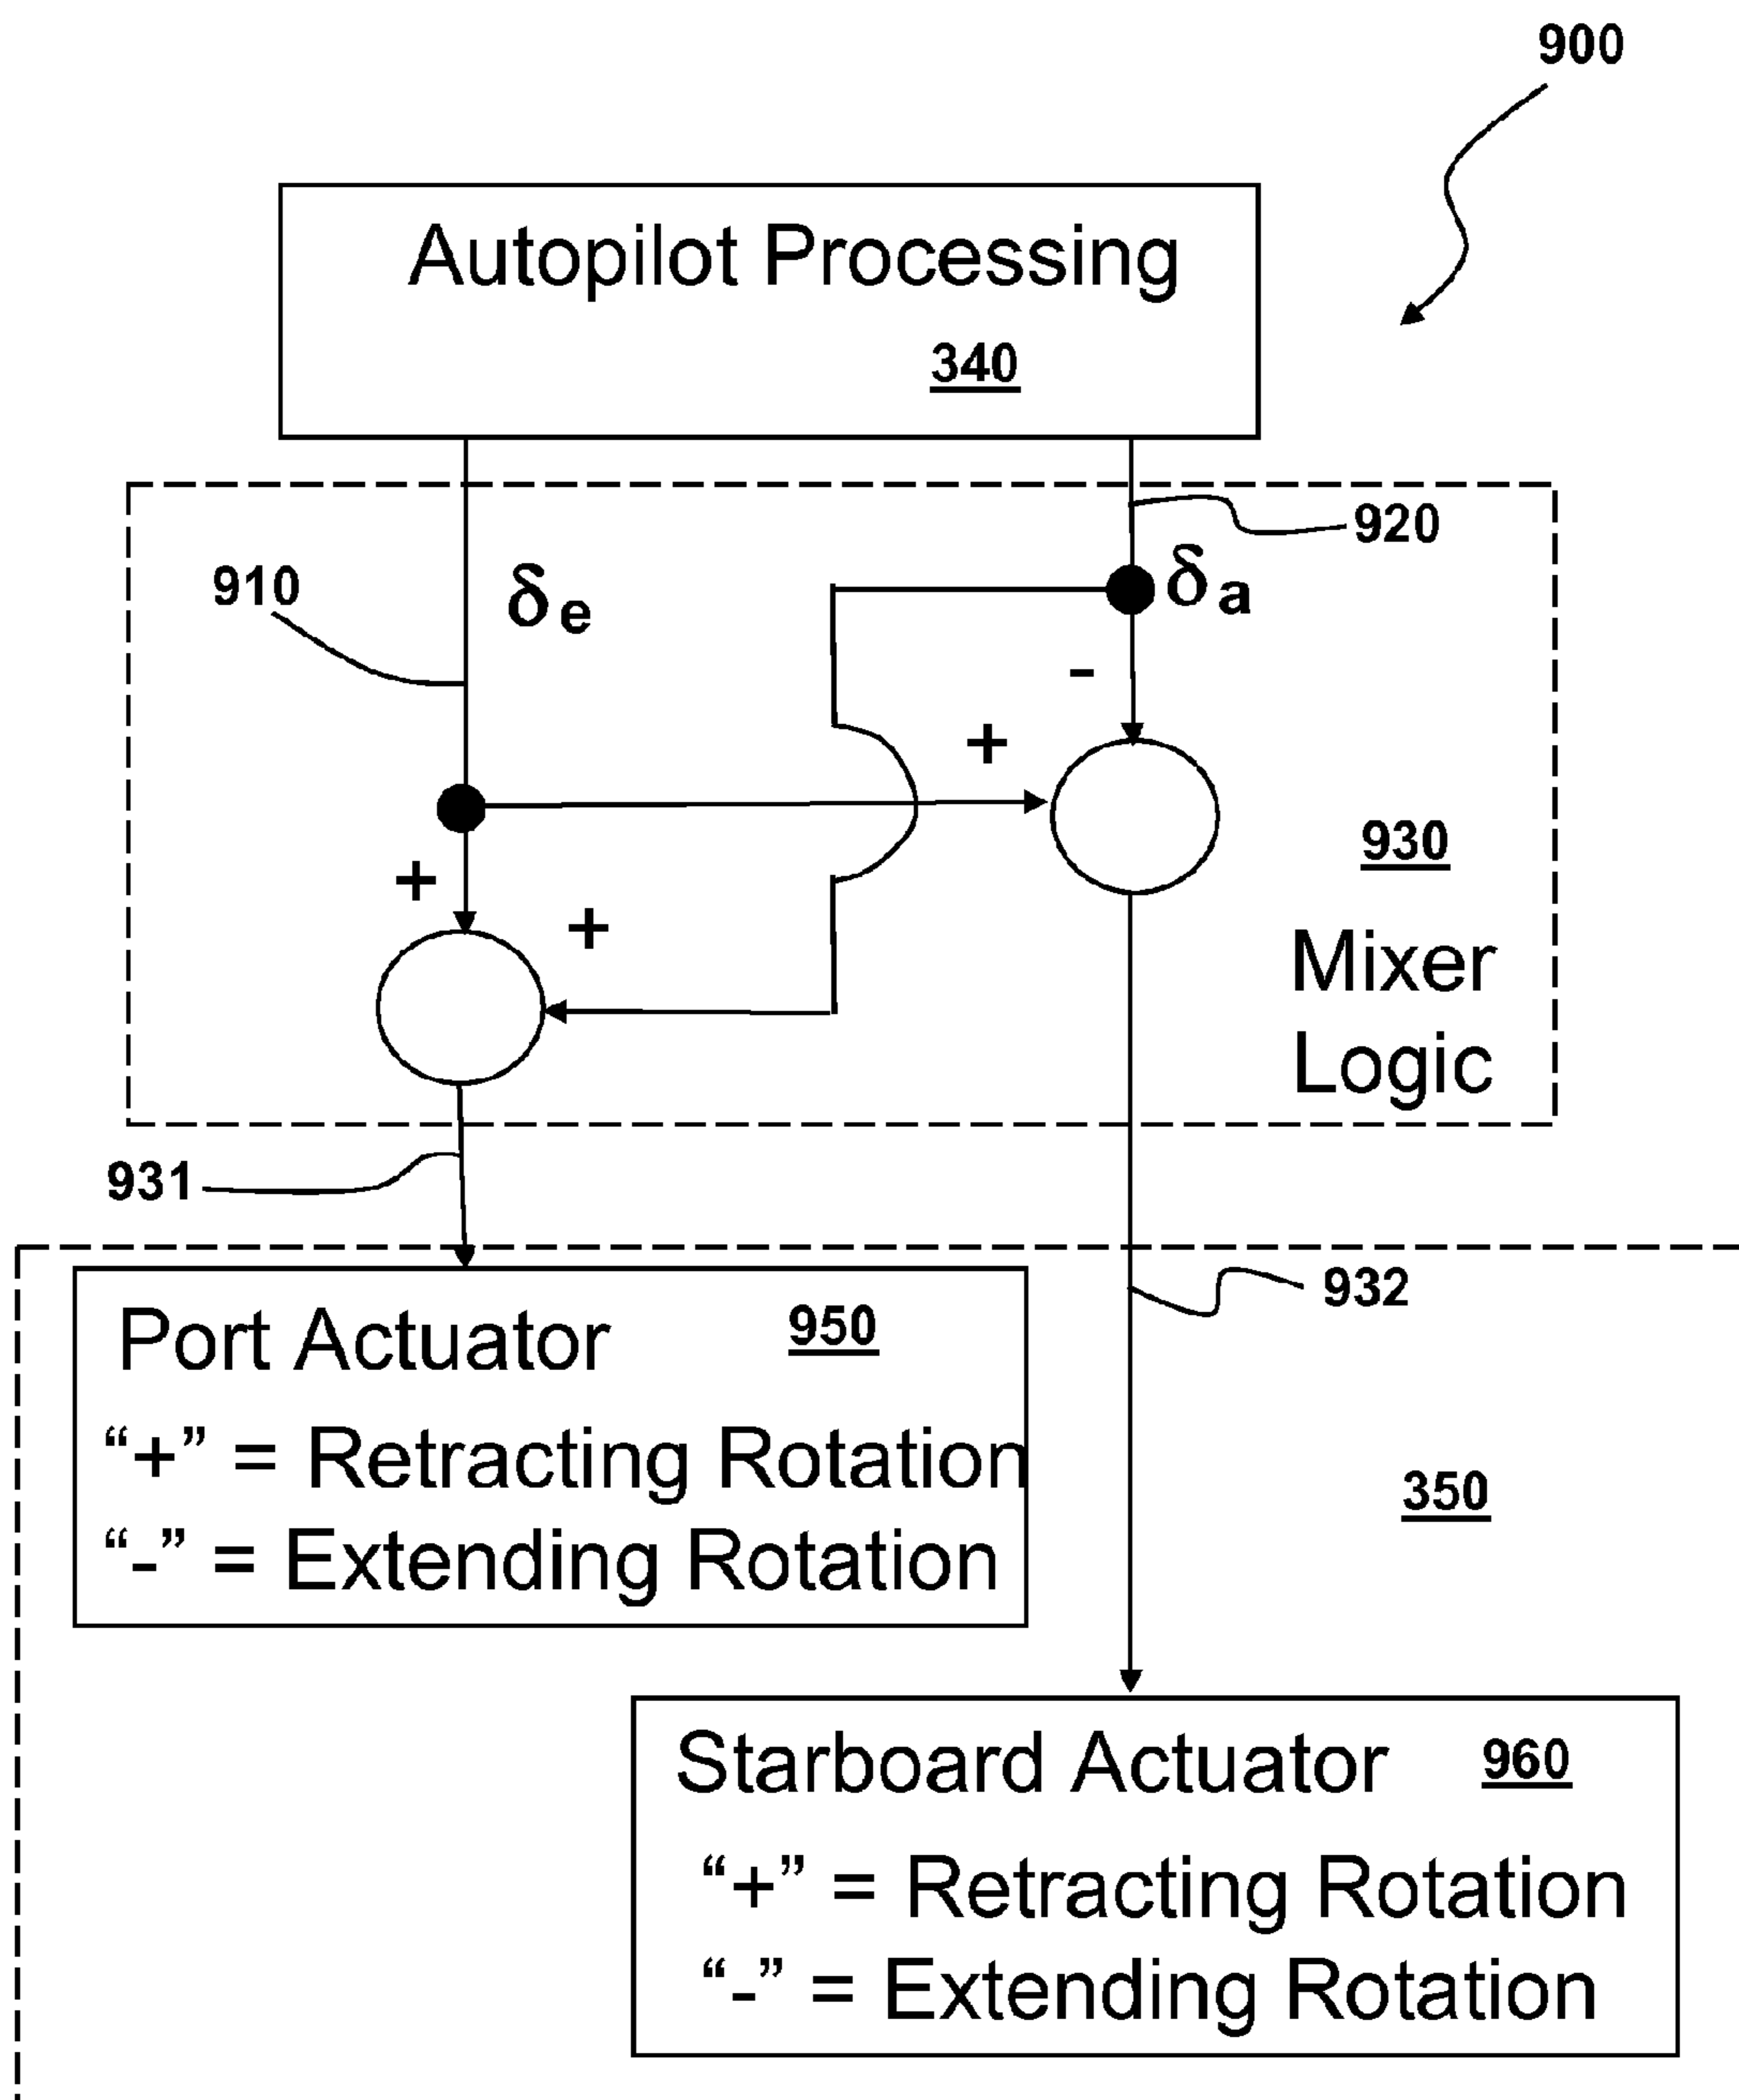 900
Autopilot Processing
340
920
910
δe
δa
-
+
930
+
+
Mixer
Logic
931
932
Port Actuator 950
“+” = Retracting Rotation
“-” = Extending Rotation
350
Starboard Actuator 960
“+” = Retracting Rotation
“-” = Extending Rotation